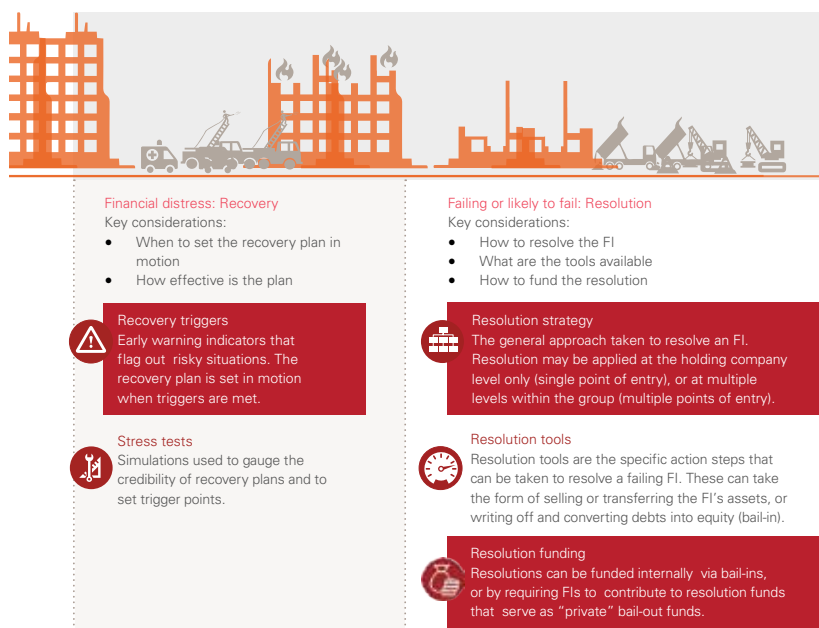 Financial distress: Recovery
Key considerations:
• When to set the recovery plan in
motion
• How effective is the plan
Recovery triggers
Early warning indicators that
flag out risky situations. The
recovery plan is set in motion
when triggers are met.
Stress tests
Simulations used to gauge the
credibility of recovery plans and to
set trigger points.
Failing or likely to fail: Resolution
Key considerations:
• How to resolve the FI
• What are the tools available
• How to fund the resolution
Resolution strategy
The general approach taken to resolve an FI.
Resolution may be applied at the holding company
level only (single point of entry), or at multiple
levels within the group (multiple points of entry).
Resolution tools
Resolution tools are the specific action steps that
can be taken to resolve a failing FI. These can take
the form of selling or transferring the FI's assets, or
writing off and converting debts into equity (bail-in).
Resolution funding
Resolutions can be funded internally via bail-ins,
or by requiring FIs to contribute to resolution funds
that serve as "private" bail-out funds.